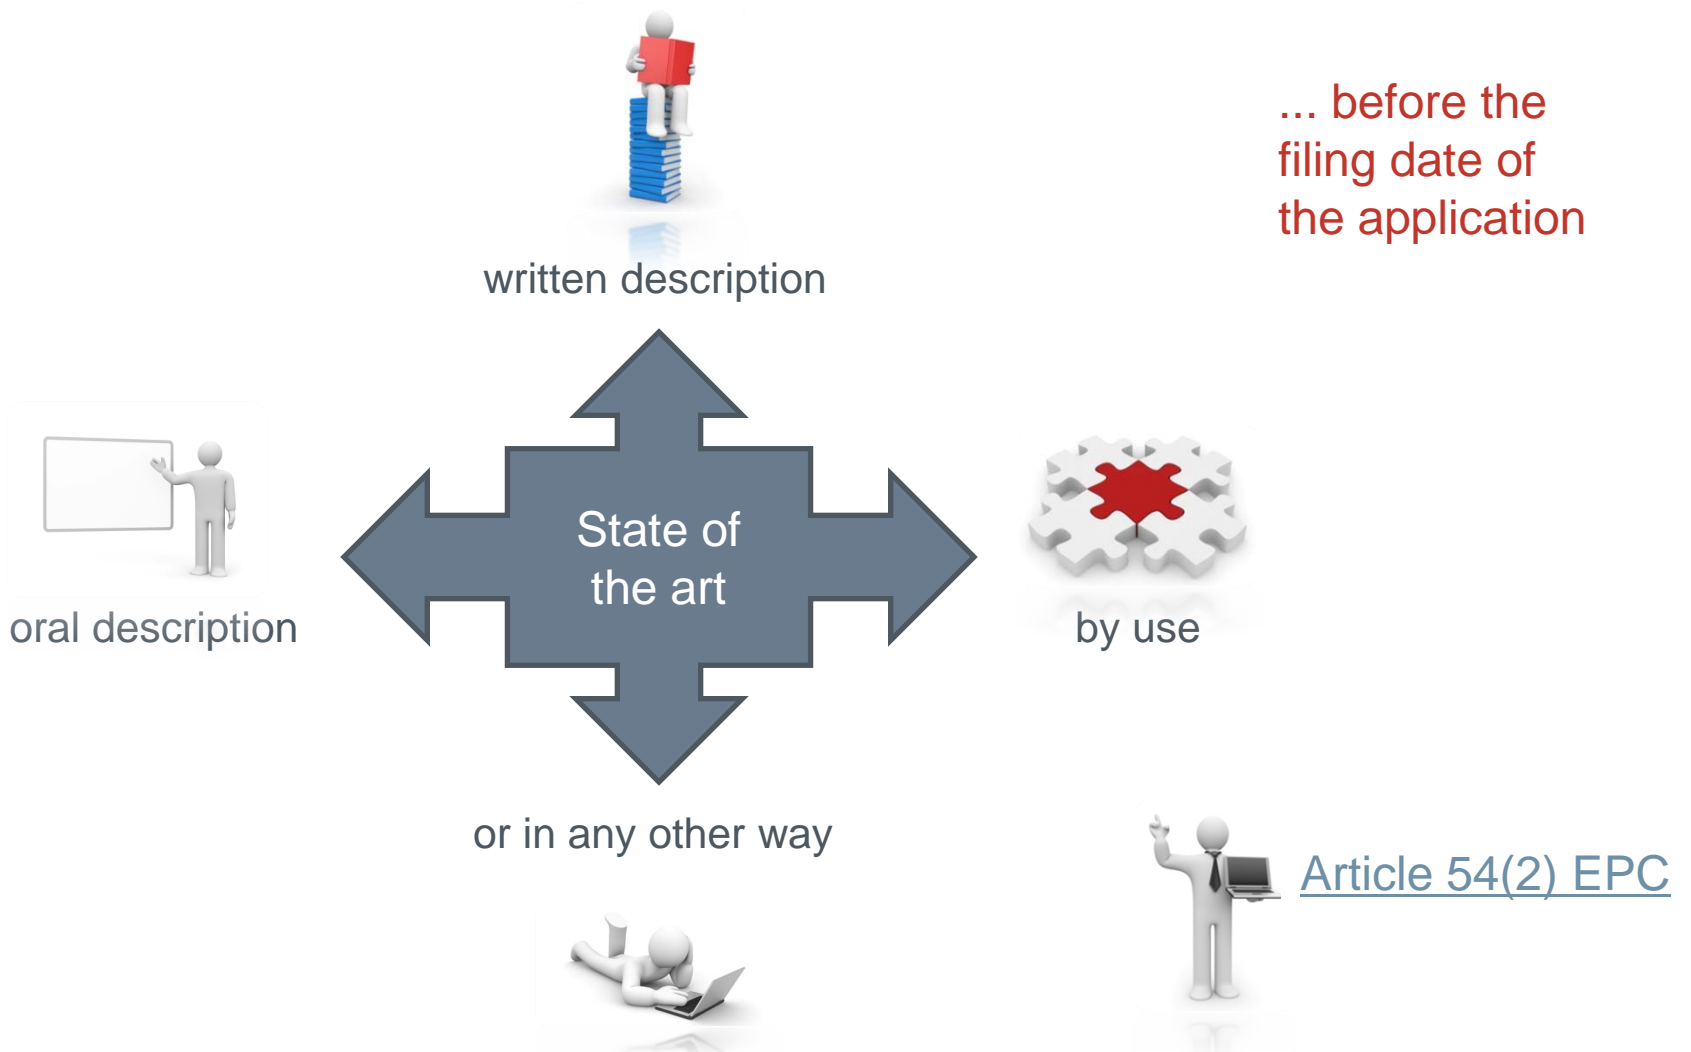 ... before the
filing date of
the application
written description
State of
the art
oral description
by use
or in any other way
Article 54(2) EPC